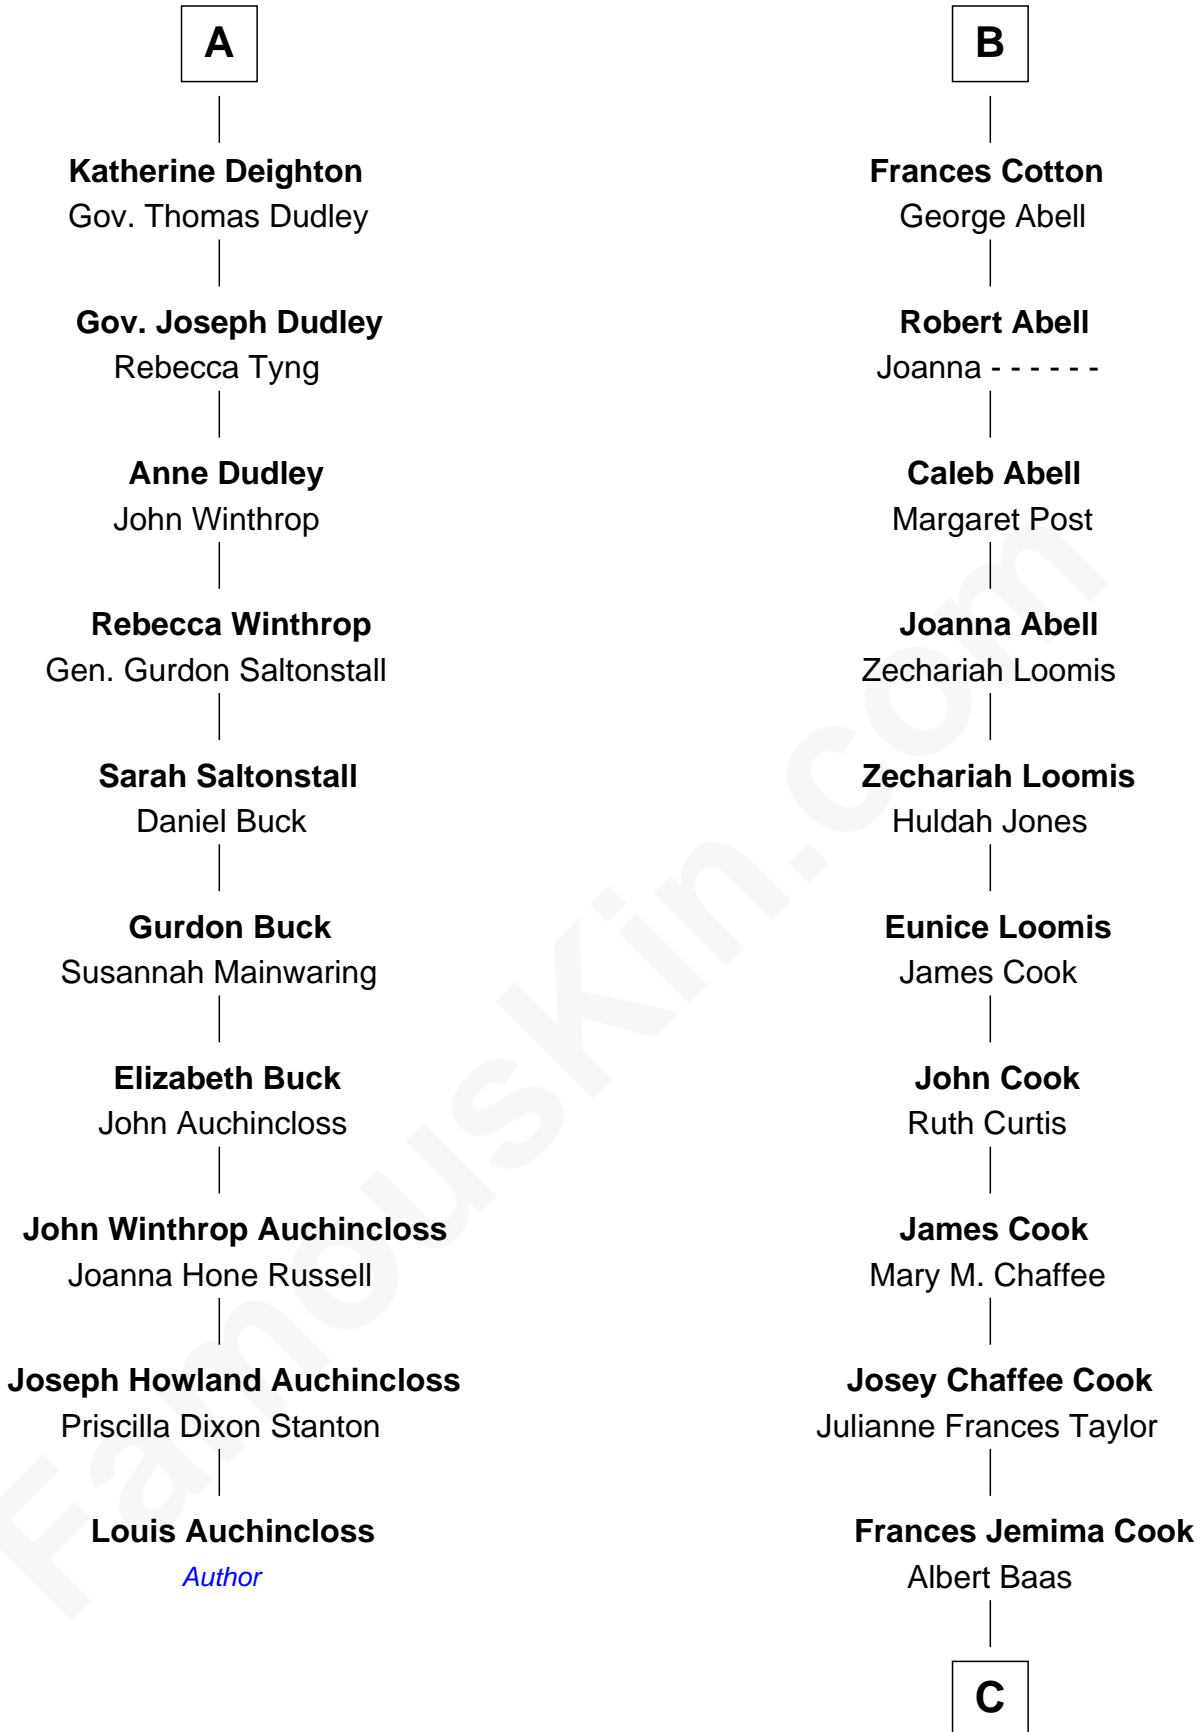 A
Katherine Deighton
Gov. Thomas Dudley
Gov. Joseph Dudley
Rebecca Tyng
Anne Dudley
John Winthrop
Rebecca Winthrop
Gen. Gurdon Saltonstall
Sarah Saltonstall
Daniel Buck
Gurdon Buck
Susannah Mainwaring
Elizabeth Buck
John Auchincloss
John Winthrop Auchincloss
Joanna Hone Russell
Joseph Howland Auchincloss
Priscilla Dixon Stanton
Louis Auchincloss
Author
B
Frances Cotton
George Abell
Robert Abell
Joanna - - - - - -
Caleb Abell
Margaret Post
Joanna Abell
Zechariah Loomis
Zechariah Loomis
Huldah Jones
Eunice Loomis
James Cook
John Cook
Ruth Curtis
James Cook
Mary M. Chaffee
Josey Chaffee Cook
Julianne Frances Taylor
Frances Jemima Cook
Albert Baas
C
FamousKin.com